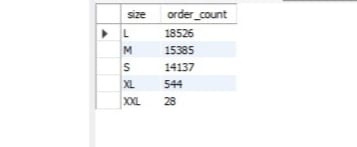 size order_count
L 18526
M 15385
S 14137
XL 544
XXL 28